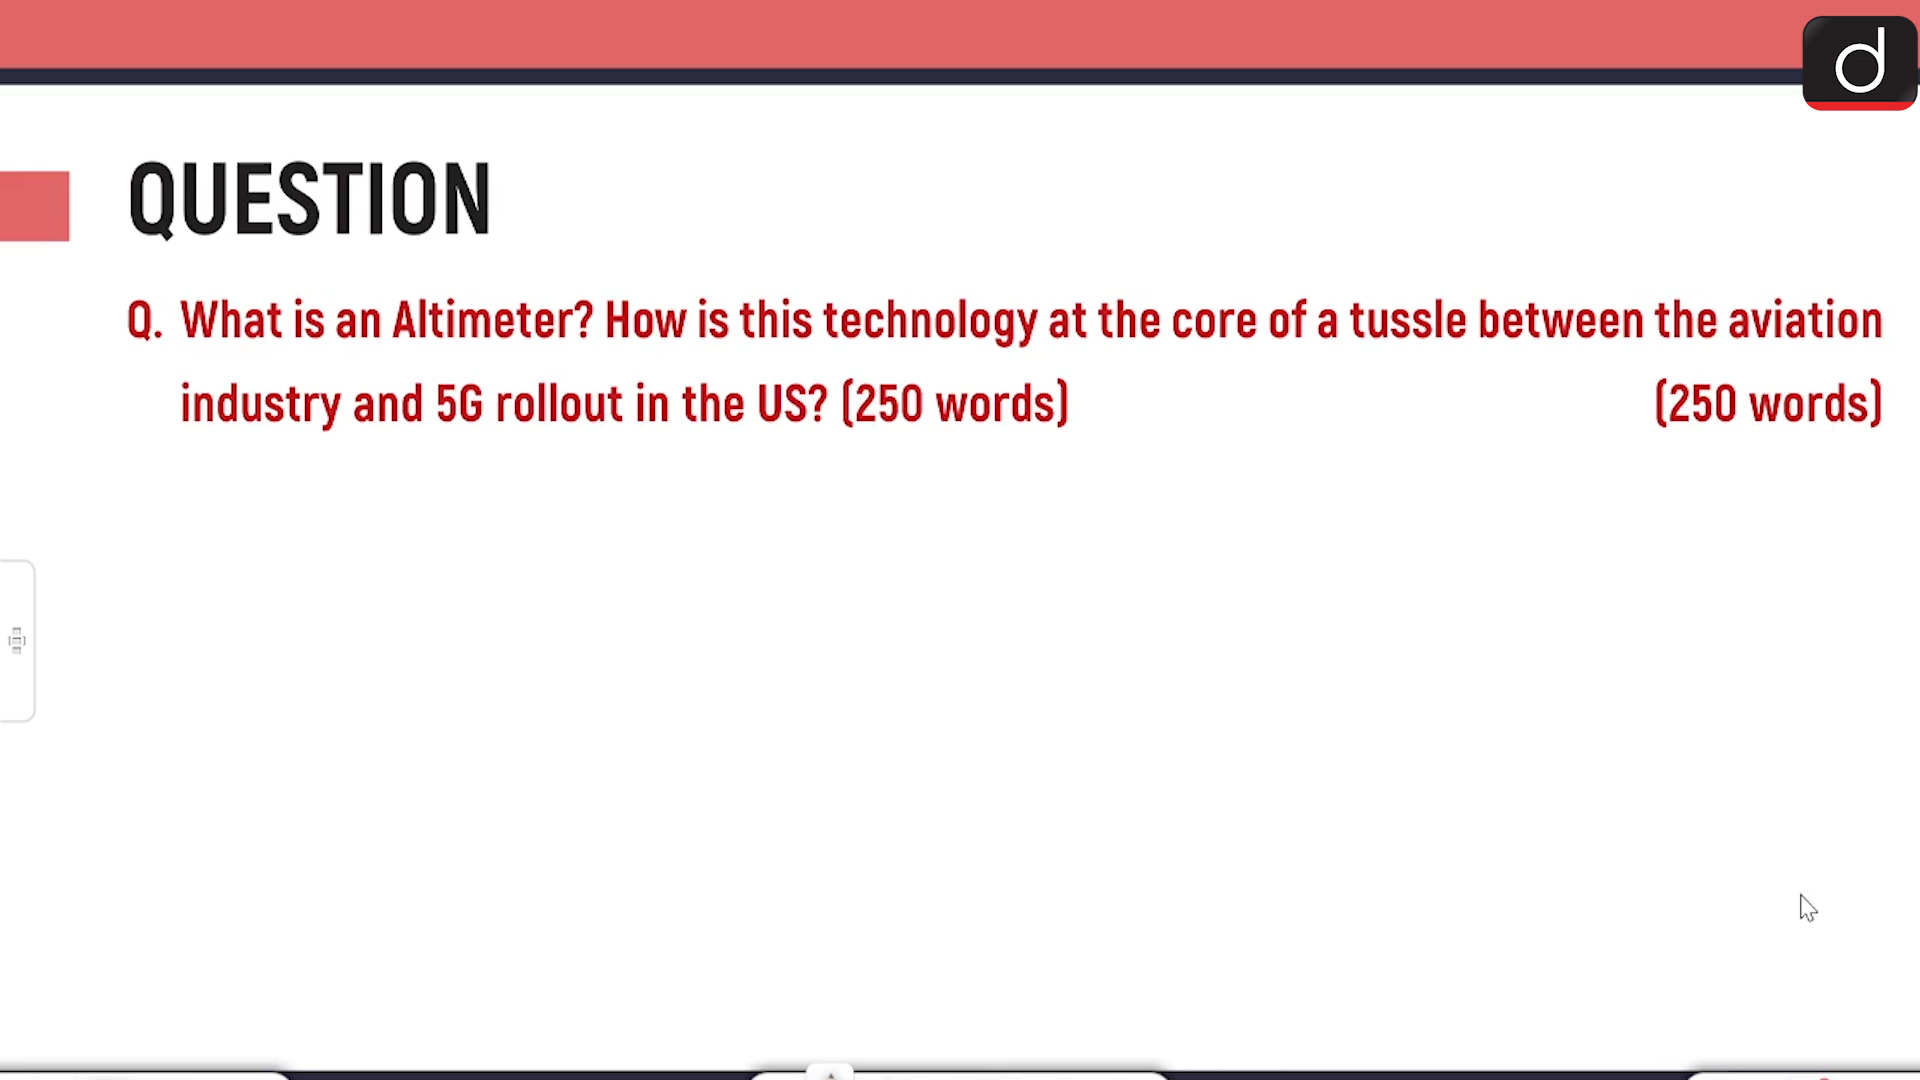 d
QUESTION
Q. What is an Altimeter? How is this technology at the core of a tussle between the aviation
industry and 5G rollout in the US? (250 words) (250 words)